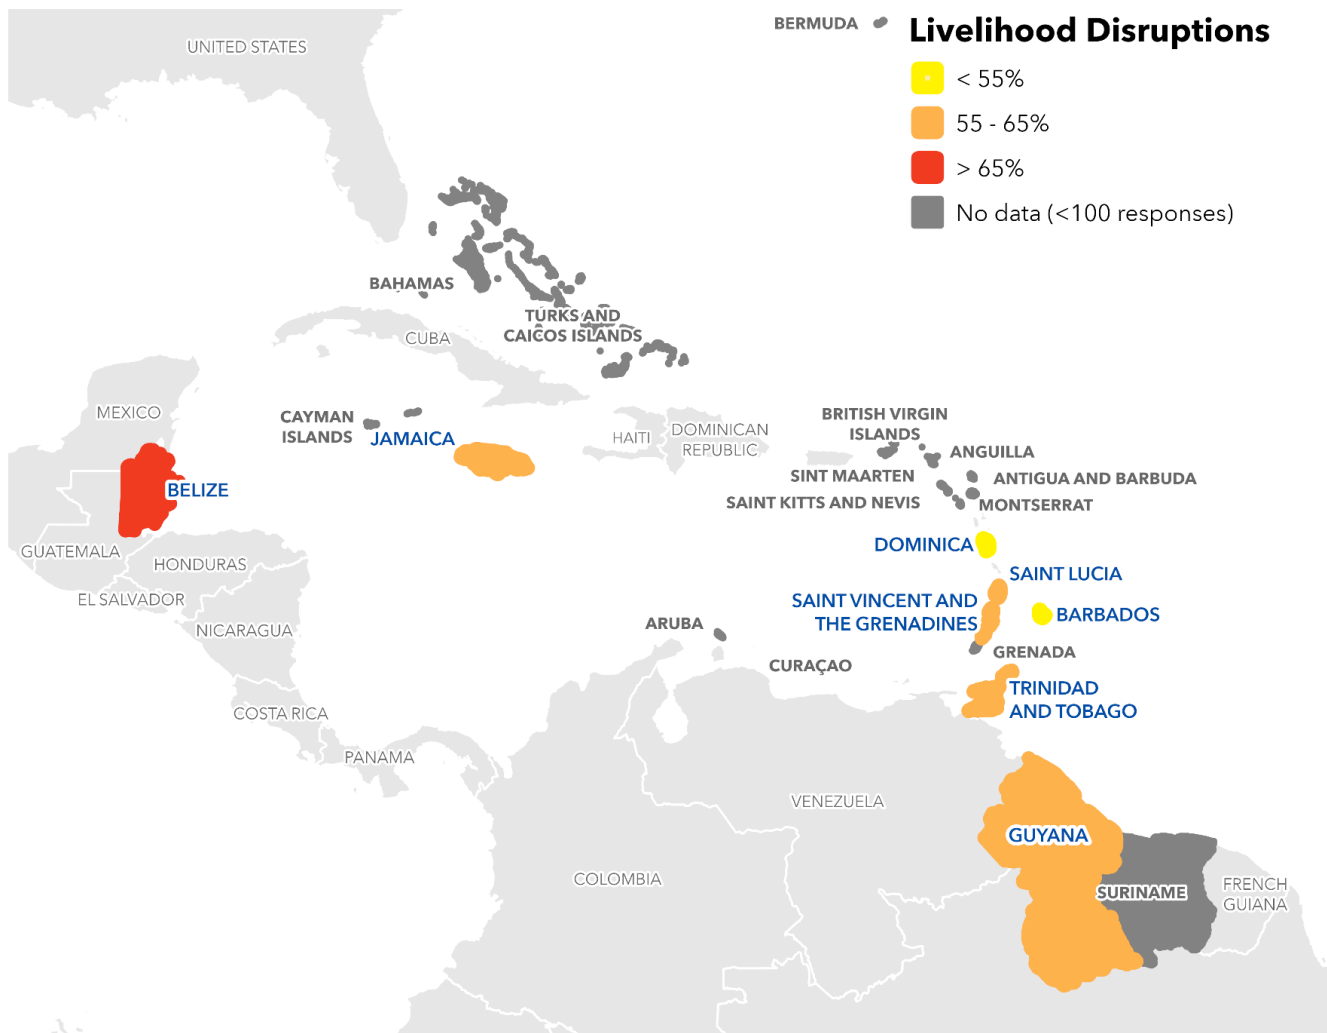 BERMUDA
Livelihood Disruptions
< 55%
55 - 65%
> 65%
No data (<100 responses)
UNITED STATES
BAHAMAS
TURKS AND
CAICOS ISLANDS
CUBA
MEXICO
CAYMAN
ISLANDS
JAMAICA
HAITI
DOMINICAN
REPUBLIC
BRITISH VIRGIN
ISLANDS
ANGUILLA
SINT MAARTEN
ANTIGUA AND BARBUDA
SAINT KITTS AND NEVIS
MONTSERRAT
BELIZE
GUATEMALA
HONDURAS
EL SALVADOR
NICARAGUA
DOMINICA
SAINT LUCIA
SAINT VINCENT AND
THE GRENADINES
BARBADOS
ARUBA
GRENADA
CURAÇAO
TRINIDAD
AND TOBAGO
COSTA RICA
PANAMA
VENEZUELA
GUYANA
COLOMBIA
SURINAME
FRENCH
GUIANA